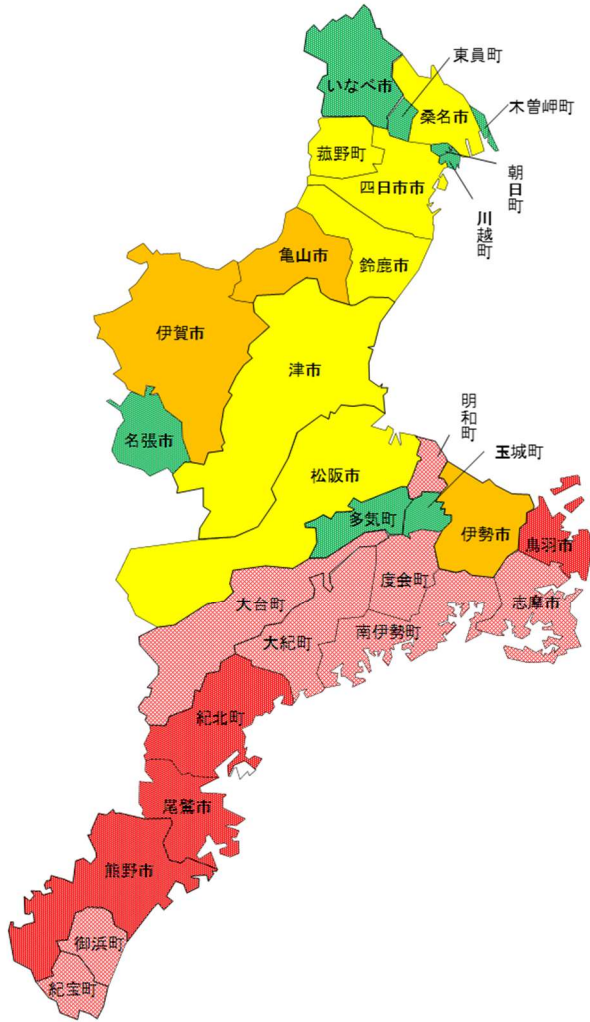 いなべ市
東員町
桑名市
木曽岬町
菰野町
四日市市
朝日町
川越町
鈴鹿市
亀山市
伊賀市
津市
名張市
明和町
玉城町
松阪市
多気町
伊勢市
鳥羽市
度会町
志摩市
大台町
南伊勢町
大紀町
紀北町
尾鷲市
熊野市
御浜町
紀宝町